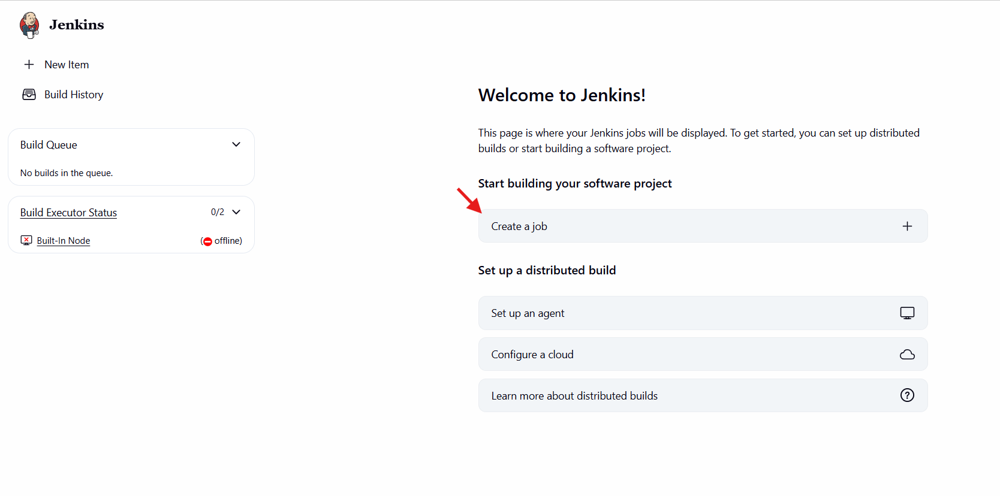 Jenkins
New Item
Build History
Build Queue
No builds in the queue.
Build Executor Status 0/2
Built-In Node (offline)
Welcome to Jenkins!
This page is where your Jenkins jobs will be displayed. To get started, you can set up distributed
builds or start building a software project.
Start building your software project
Create a job
Set up a distributed build
Set up an agent
Configure a cloud
Learn more about distributed builds